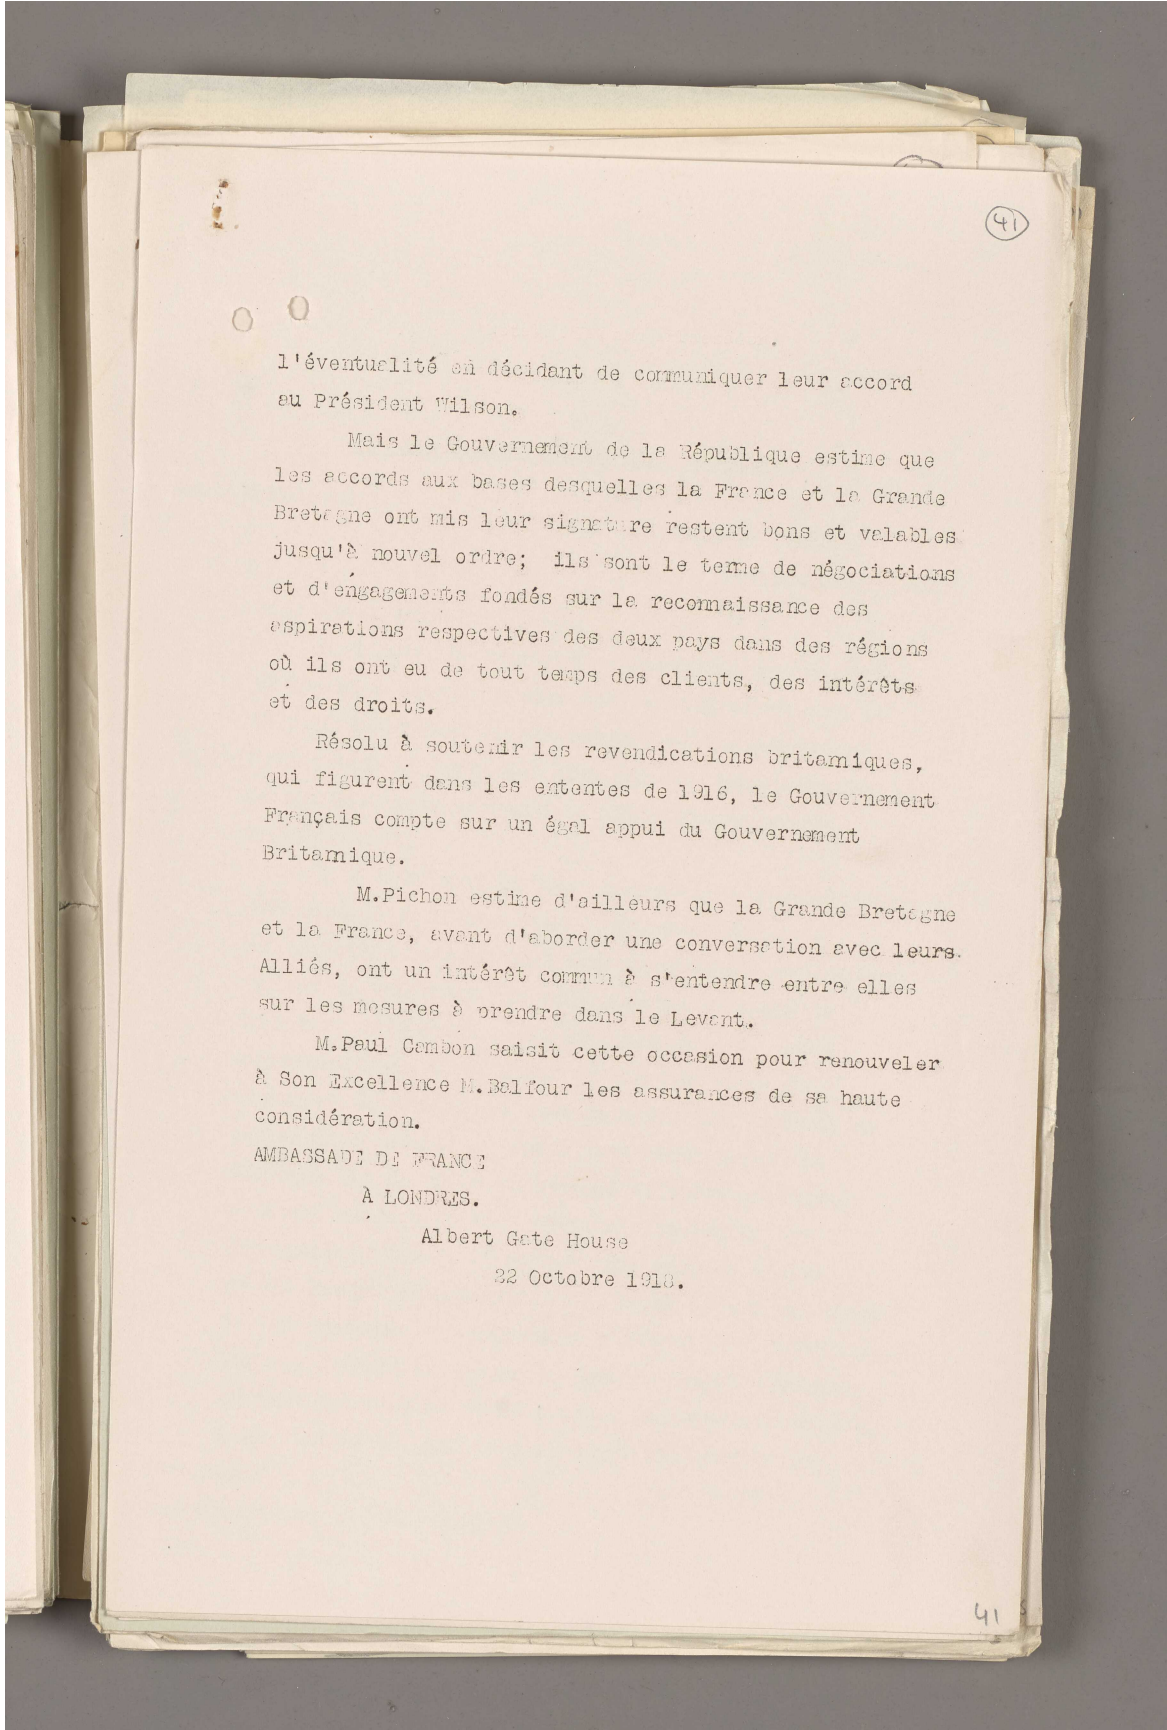 41
l'éventualité en décidant de communiquer leur accord
au Président Wilson.
Mais le Gouvernement de la République estime que
les accords aux bases desquelles la France et la Grande
Bretagne ont mis leur signature restent bons et valables
jusqu'à nouvel ordre; ils sont le terme de négociations
et d'engagements fondés sur la reconnaissance des
aspirations respectives des deux pays dans des régions
où ils ont eu de tout temps des clients, des intérêts
et des droits.
Résolu à soutenir les revendications britanniques,
qui figurent dans les ententes de 1916, le Gouvernement
Français compte sur un égal appui du Gouvernement
Britannique.
M.Pichon estime d'ailleurs que la Grande Bretagne
et la France, avant d'aborder une conversation avec leurs
Alliés, ont un intérêt commun à s'entendre entre elles
sur les mesures à prendre dans le Levant.
M.Paul Cambon saisit cette occasion pour renouveler
à Son Excellence M.Balfour les assurances de sa haute
considération.
AMBASSADE DE FRANCE
À LONDRES.
Albert Gate House
22 Octobre 1918.
41